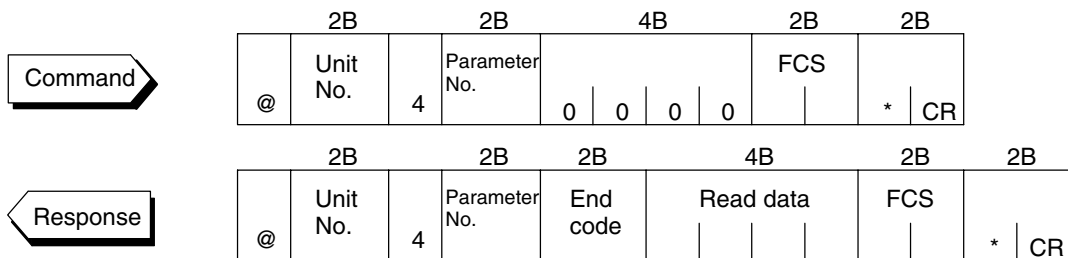 2B 2B 4B 2B 2B
Command
@ Unit No. 4 Parameter No. 0 0 0 0 FCS * CR
2B 2B 2B 4B 2B 2B
Response
@ Unit No. 4 Parameter No. End code Read data FCS * CR